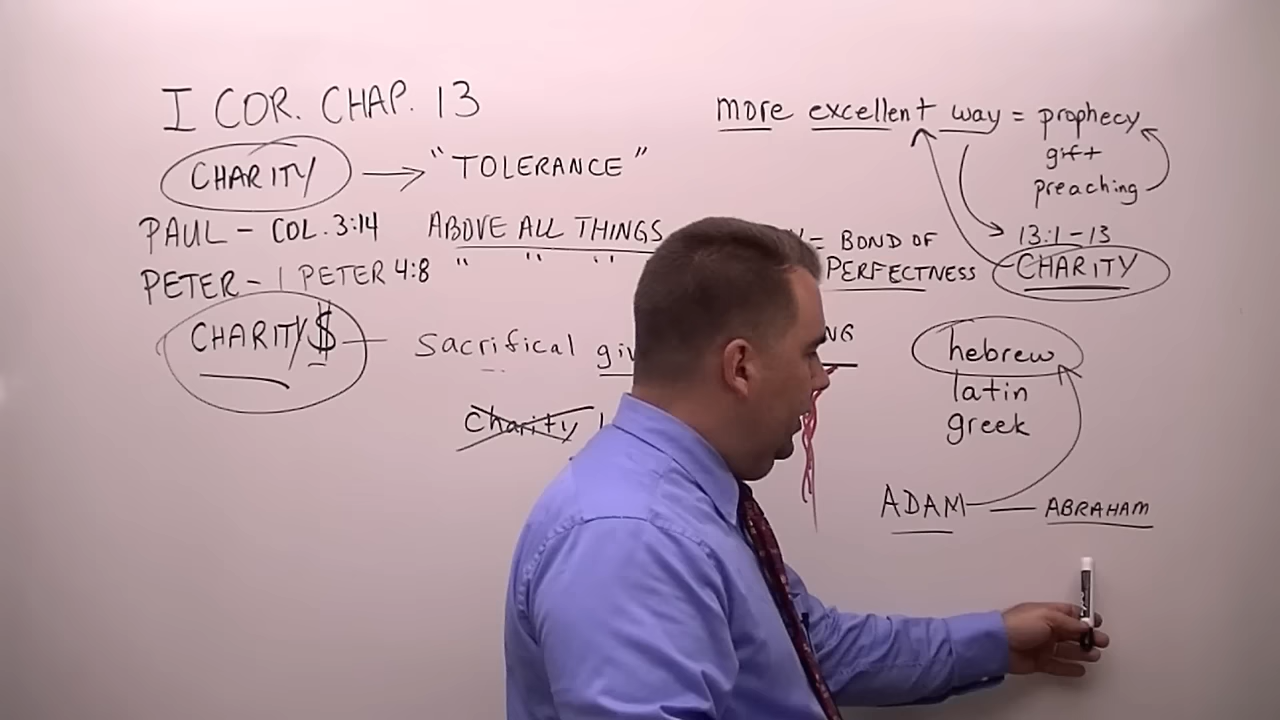 I COR. CHAP. 13
CHARITY → "TOLERANCE"
PAUL - COL. 3:14 ABOVE ALL THINGS = BOND OF
PETER - 1 PETER 4:8 " " " PERFECTNESS
CHARITY $ — Sacrifical
Charity
more excellent way = prophecy
gift
preaching
13:1-13
CHARITY
hebrew
latin
greek
ADAM — ABRAHAM